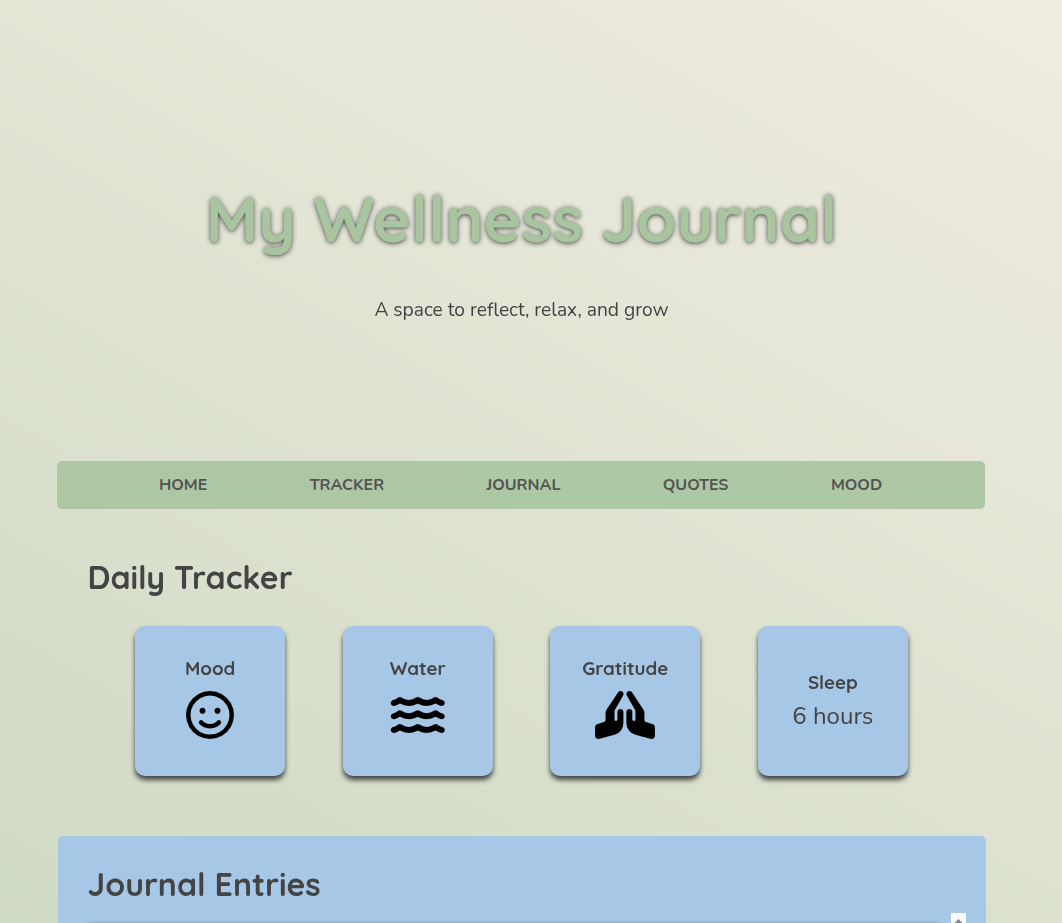 My Wellness Journal
A space to reflect, relax, and grow
HOME TRACKER JOURNAL QUOTES MOOD
Daily Tracker
Mood
Water
Gratitude
Sleep
6 hours
Journal Entries